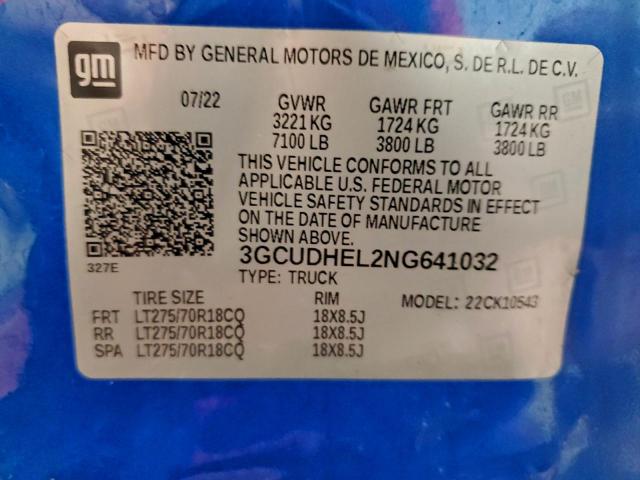 gm
MFD BY GENERAL MOTORS DE MEXICO, S. DE R.L. DE C.V.
07/22 GVWR GAWR FRT GAWR RR
3221 KG 1724 KG 1724 KG
7100 LB 3800 LB 3800 LB
THIS VEHICLE CONFORMS TO ALL
APPLICABLE U.S. FEDERAL MOTOR
VEHICLE SAFETY STANDARDS IN EFFECT
ON THE DATE OF MANUFACTURE
SHOWN ABOVE.
3GCUDHEL2NG641032
327E
TYPE: TRUCK
TIRE SIZE RIM MODEL: 22CK10543
FRT LT275/70R18CQ 18X8.5J
RR LT275/70R18CQ 18X8.5J
SPA LT275/70R18CQ 18X8.5J